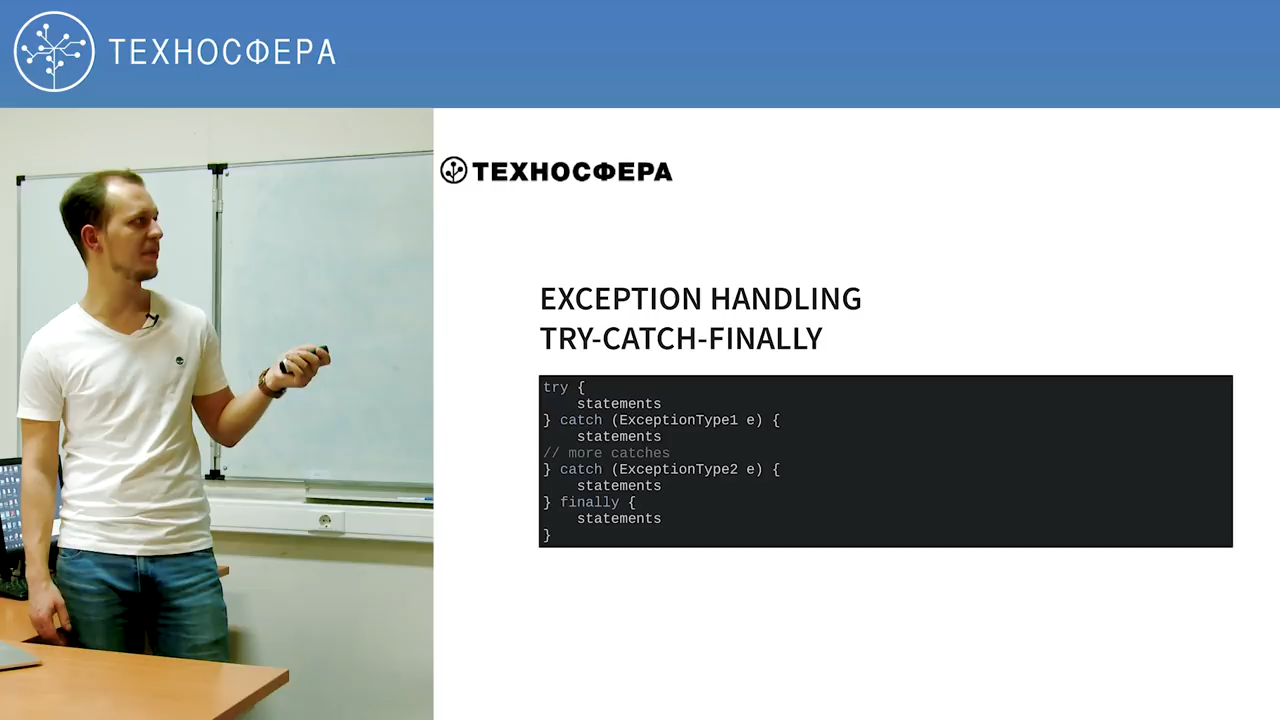 ТЕХНОСФЕРА
ТЕХНОСФЕРА
EXCEPTION HANDLING
TRY-CATCH-FINALLY
try {
    statements
} catch (ExceptionType1 e) {
    statements
// more catches
} catch (ExceptionType2 e) {
    statements
} finally {
    statements
}